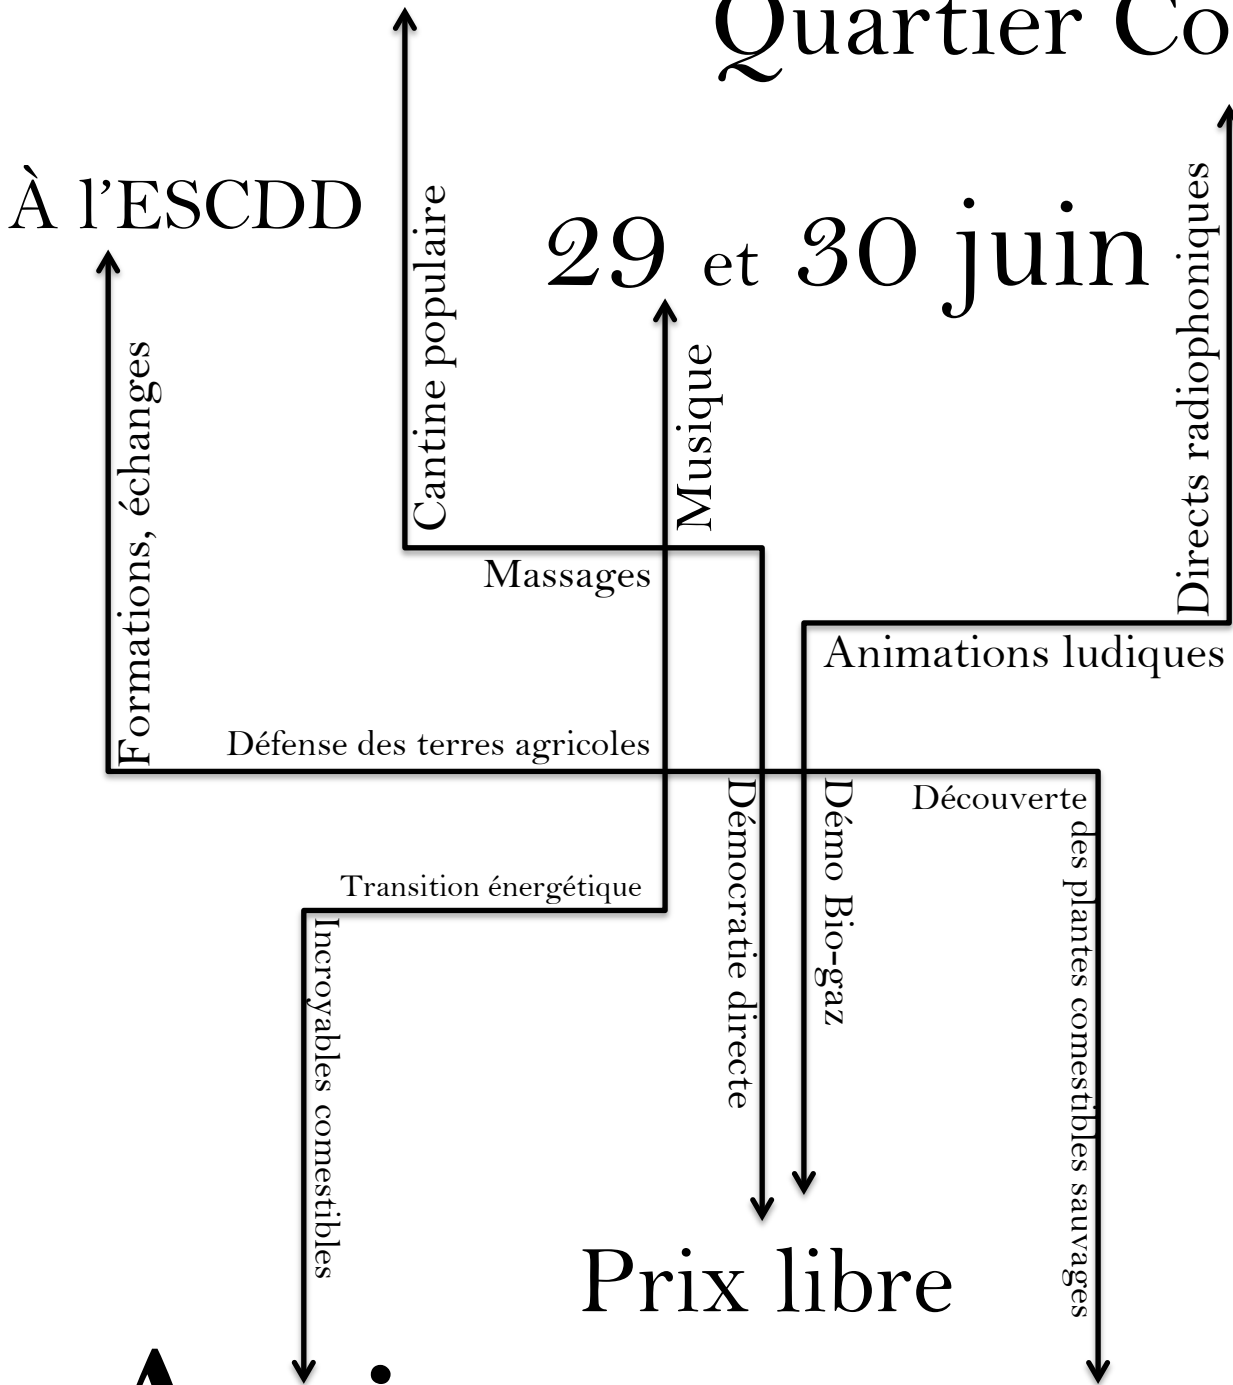 Quartier Co
À l'ESCDD
29 et 30 juin
Cantine populaire
Directs radiophoniques
Formations, échanges
Musique
Massages
Animations ludiques
Défense des terres agricoles
Découverte
des plantes comestibles sauvages
Démocratie directe
Démo Bio-gaz
Transition énergétique
Incroyables comestibles
Prix libre